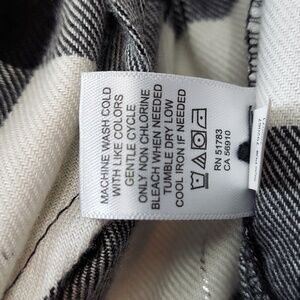 MACHINE WASH COLD
WITH LIKE COLORS
GENTLE CYCLE
ONLY NON CHLORINE
BLEACH WHEN NEEDED
TUMBLE DRY LOW
COOL IRON IF NEEDED
RN 51783
CA 56910